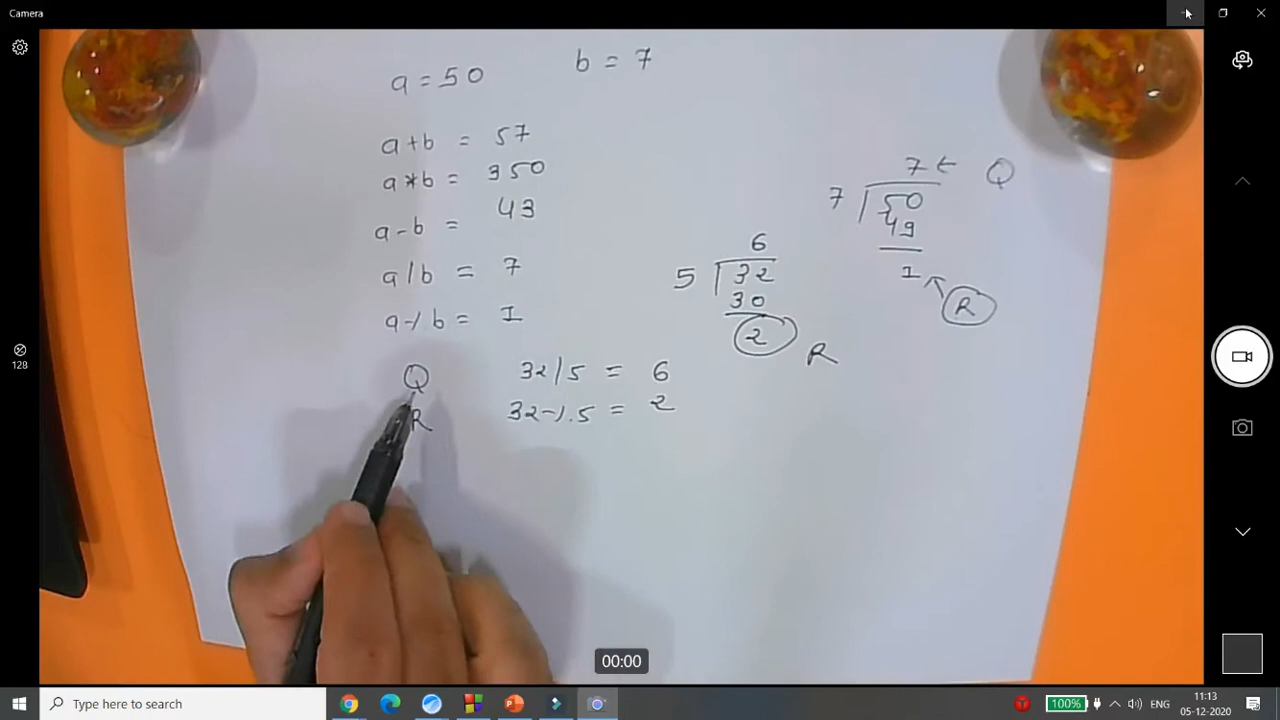 Camera
a = 50 b = 7
a+b = 57
a*b = 350
a-b = 43
a/b = 7
a-/.b = 1
Q 32/5 = 6
R 32-/.5 = 2
6
5 32
30
2 R
7 ← Q
7 50
49
1 R
128
00:00
Type here to search
100%
ENG
11:13
05-12-2020